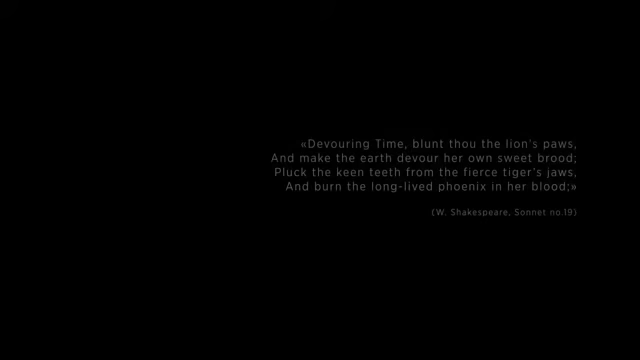 «Devouring Time, blunt thou the lion's paws,
And make the earth devour her own sweet brood;
Pluck the keen teeth from the fierce tiger's jaws,
And burn the long-lived phoenix in her blood;»
(W. Shakespeare, Sonnet no.19)